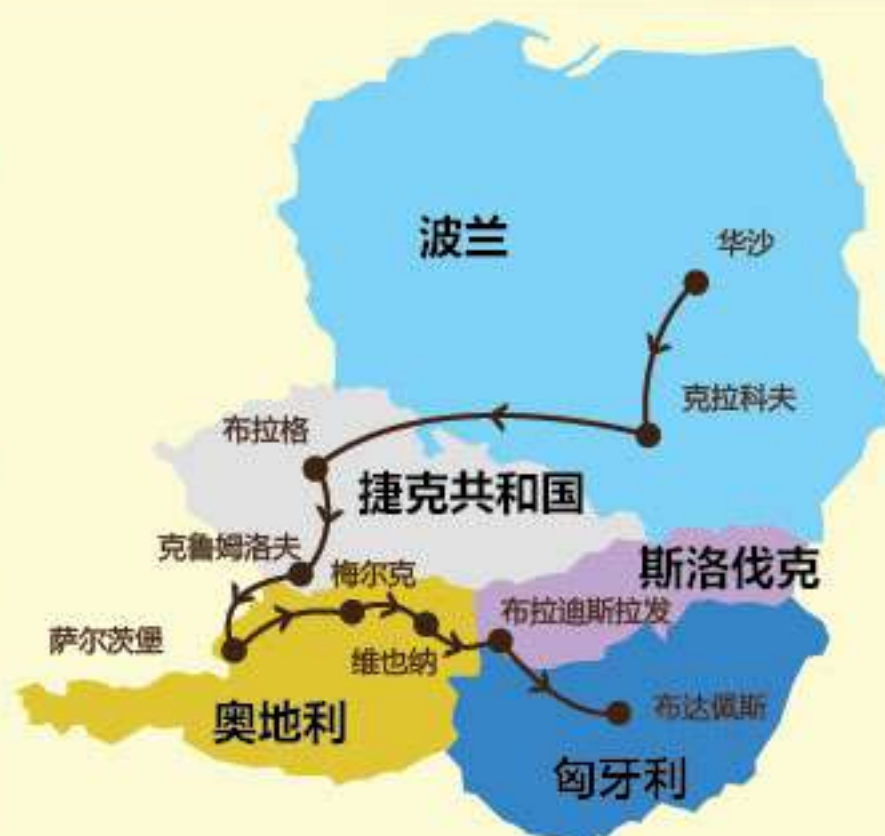 波兰
华沙
克拉科夫
布拉格
捷克共和国
克鲁姆洛夫
梅尔克
斯洛伐克
布拉迪斯拉发
萨尔茨堡
维也纳
奥地利
布达佩斯
匈牙利